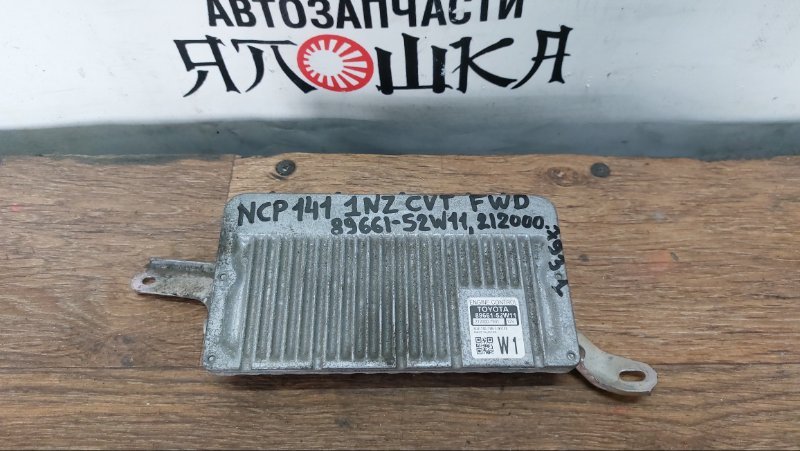 АВТОЗАПЧАСТИ
ЯПОШКА
NCP141 1NZ CVT FWD
89661-52W11, 212000.
ENGINE CONTROL
TOYOTA
89661-52W11
W1